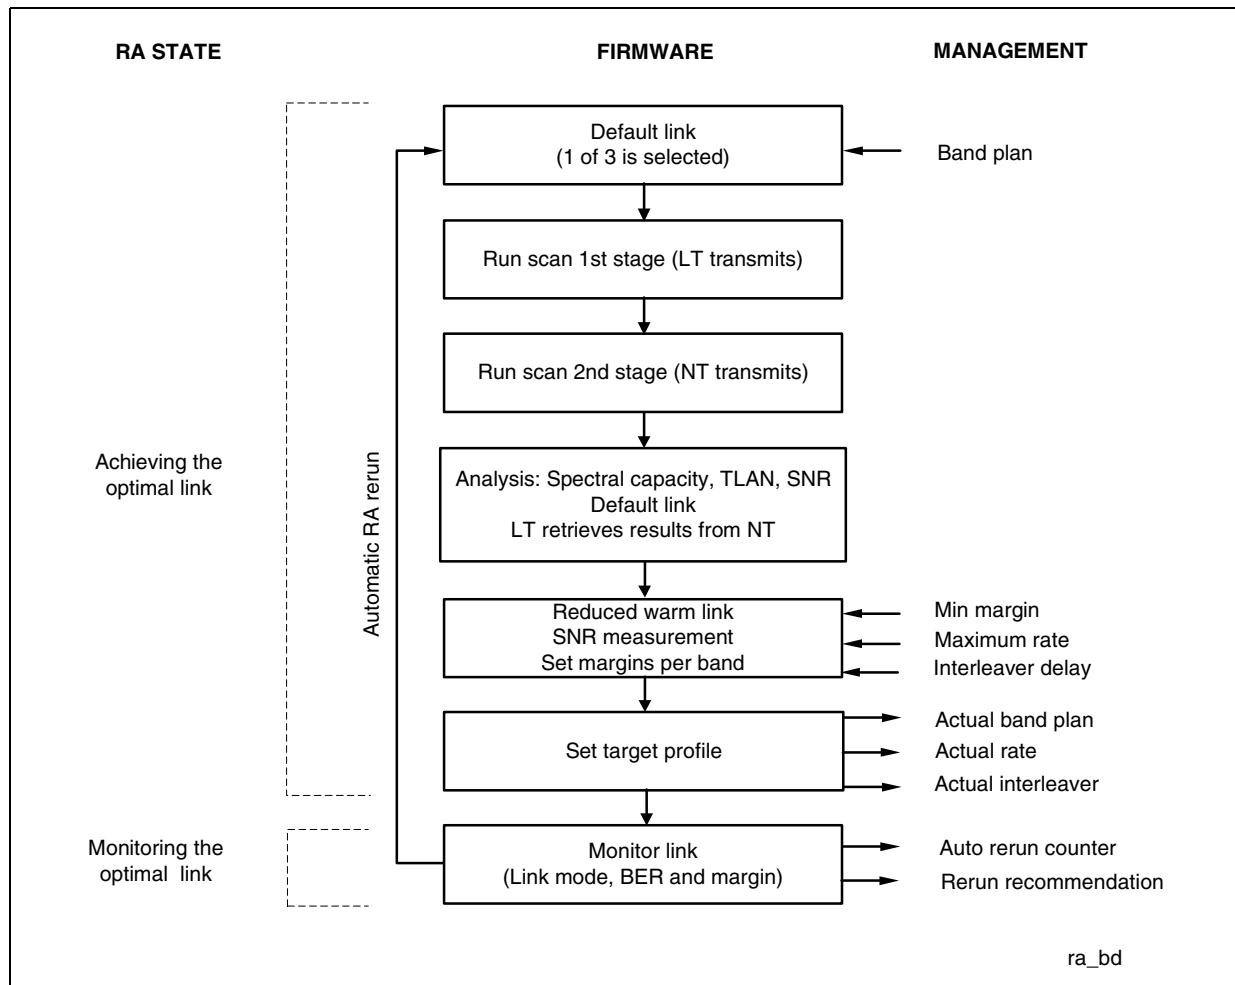 RA STATE
FIRMWARE
MANAGEMENT
Default link
(1 of 3 is selected)
Band plan
Run scan 1st stage (LT transmits)
Run scan 2nd stage (NT transmits)
Achieving the
optimal link
Automatic RA rerun
Analysis: Spectral capacity, TLAN, SNR
Default link
LT retrieves results from NT
Reduced warm link
SNR measurement
Set margins per band
Min margin
Maximum rate
Interleaver delay
Set target profile
Actual band plan
Actual rate
Actual interleaver
Monitoring the
optimal link
Monitor link
(Link mode, BER and margin)
Auto rerun counter
Rerun recommendation
ra_bd